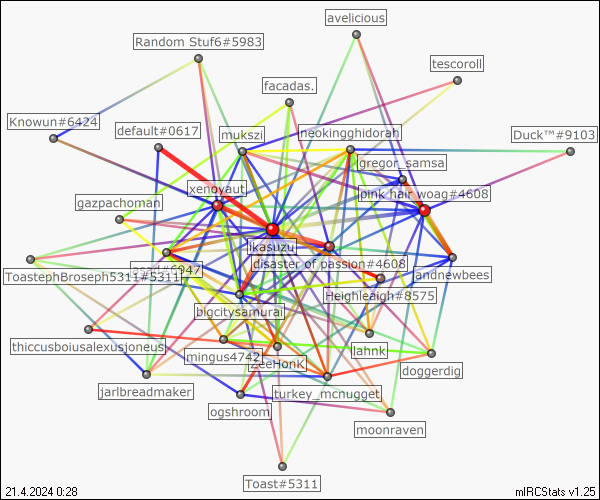 avelicious
Random Stuf6#5983
tescoroll
facadas.
Knowun#6424
default#0617
mukszi
neokingghidorah
Duck™#9103
gregor_samsa
xenoyaut
pink hair woag#4608
gazpachoman
ikasuzu
disaster of passion#4608
#6947
ToastephBroseph5311#5311
andnewbees
Heighleaigh#8575
bigcitysamurai
thiccusboiusalexusjoneus
mingus4742
ZeeHonk
lahnk
doggerdig
jarlbreadmaker
turkey_mcnugget
ogshroom
moonraven
Toast#5311
21.4.2024 0:28
mIRCStats v1.25